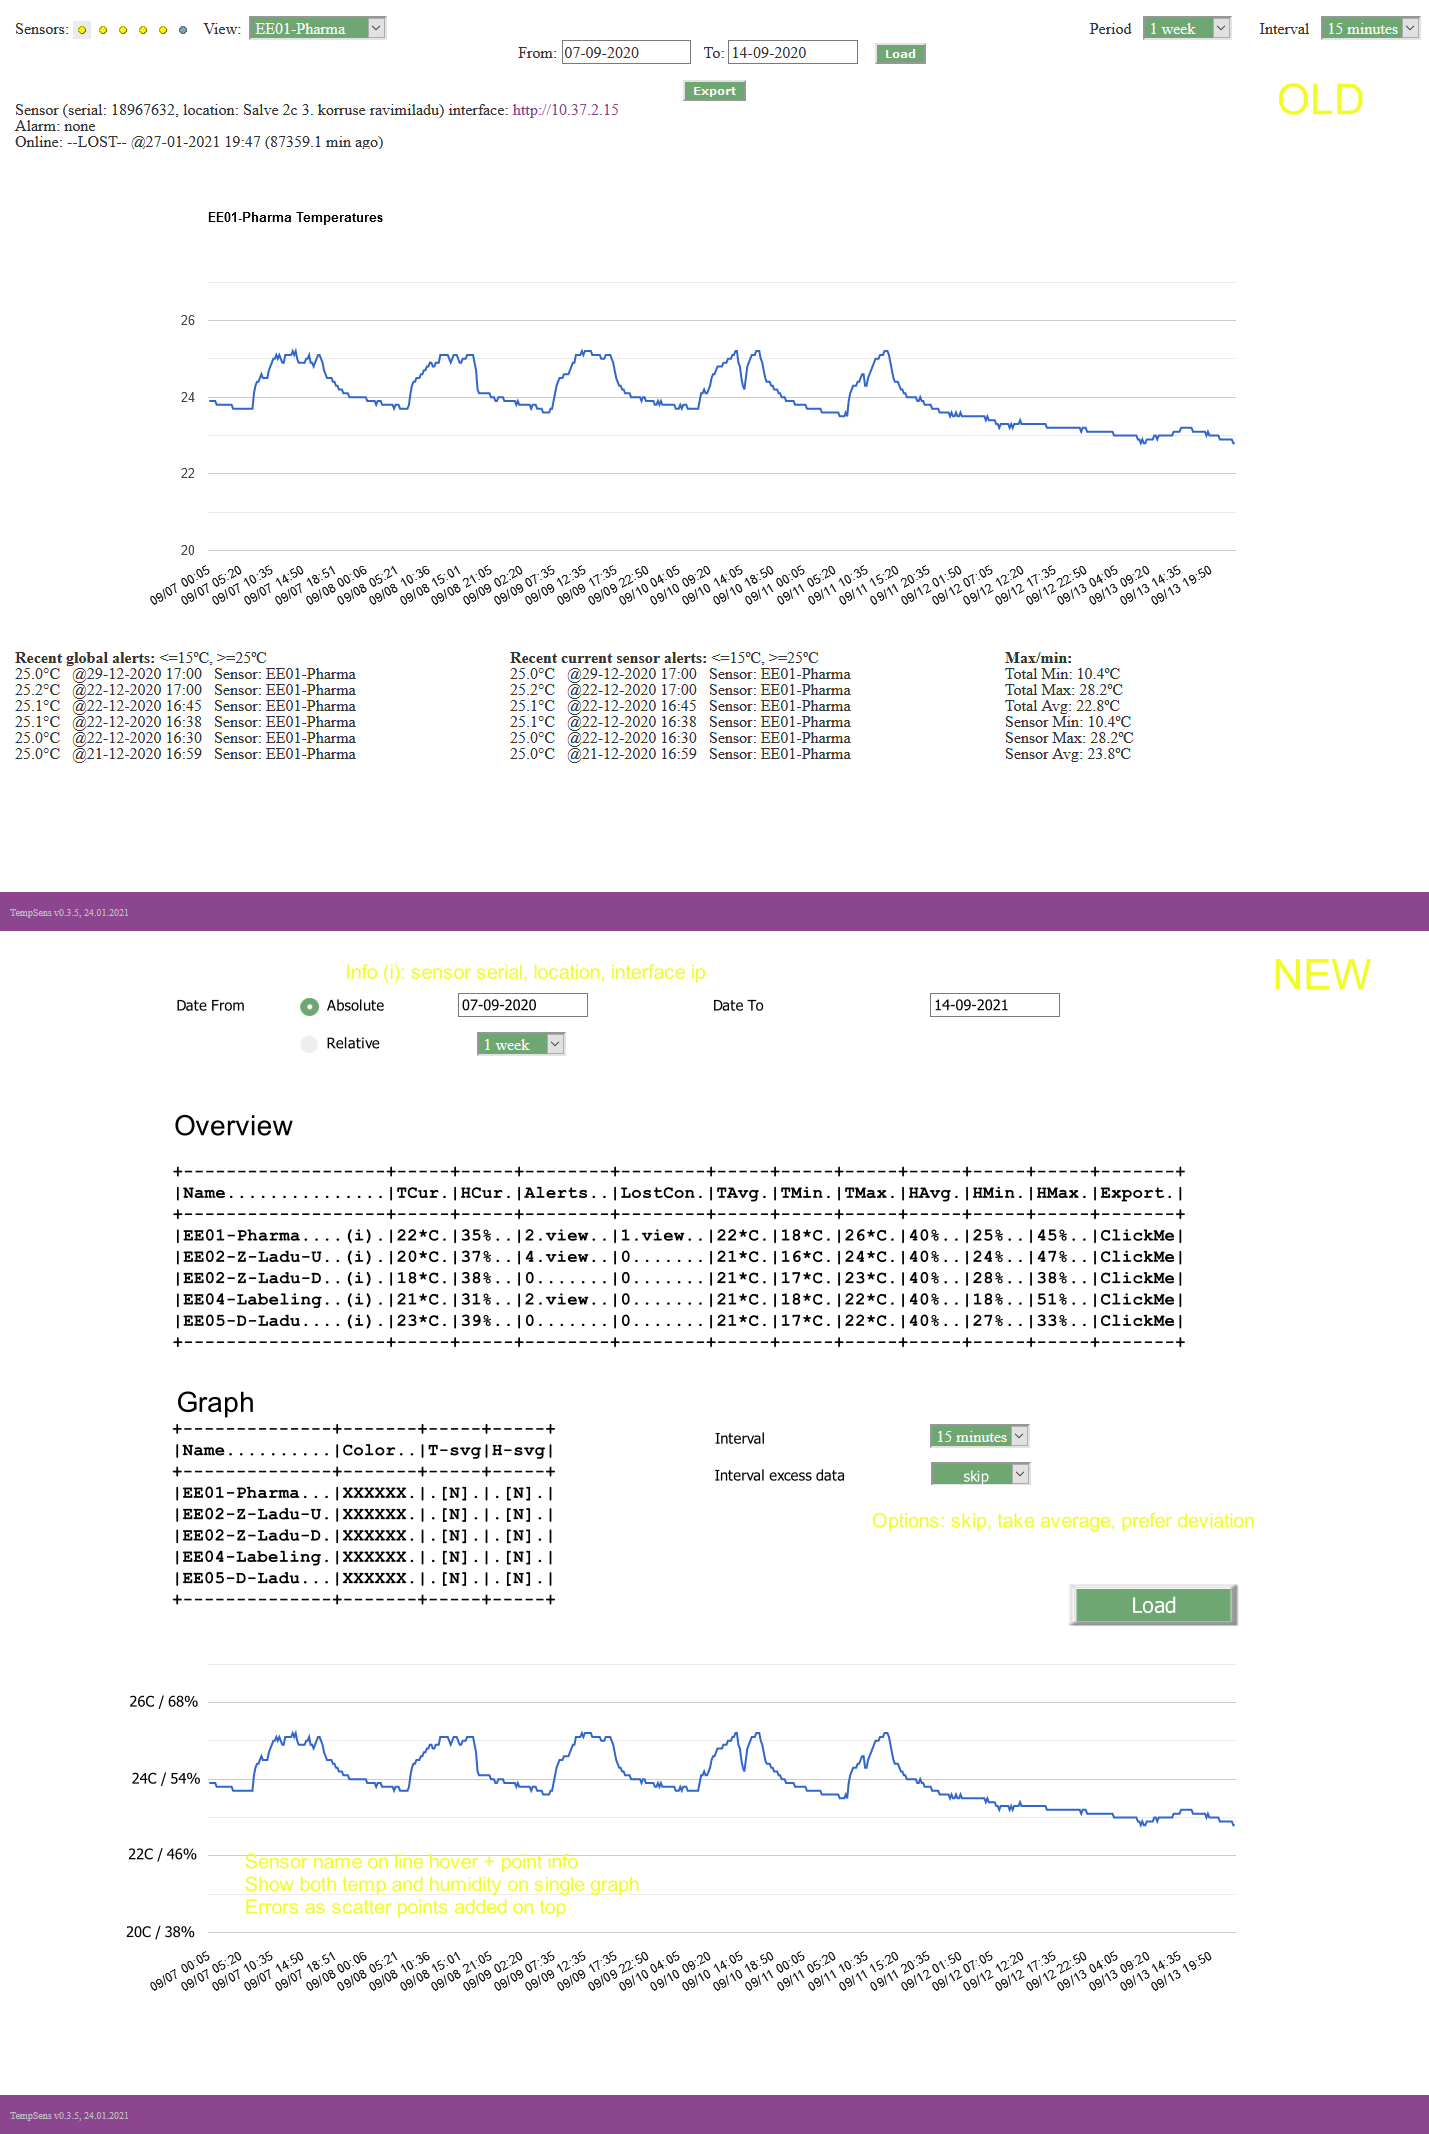 Sensors: View: EE01-Pharma Period 1 week Interval 15 minutes
From: 07-09-2020 To: 14-09-2020 Load
Export
OLD
Sensor (serial: 18967632, location: Salve 2c 3. korruse ravimiladu) interface: http://10.37.2.15
Alarm: none
Online: --LOST-- @27-01-2021 19:47 (87359.1 min ago)
EE01-Pharma Temperatures
26
24
22
20
09/07 00:05 09/07 05:20 09/07 10:35 09/07 14:50 09/07 18:51 09/08 00:06 09/08 05:21 09/08 10:36 09/08 15:01 09/08 21:05 09/09 02:20 09/09 07:35 09/09 12:35 09/09 17:35 09/09 22:50 09/10 04:05 09/10 09:20 09/10 14:05 09/10 18:50 09/11 00:05 09/11 05:20 09/11 10:35 09/11 15:20 09/11 20:35 09/12 01:50 09/12 07:05 09/12 12:20 09/12 17:35 09/12 22:50 09/13 04:05 09/13 09:20 09/13 14:35 09/13 19:50
Recent global alerts: <=15ºC, >=25ºC
25.0°C @29-12-2020 17:00 Sensor: EE01-Pharma
25.2°C @22-12-2020 17:00 Sensor: EE01-Pharma
25.1°C @22-12-2020 16:45 Sensor: EE01-Pharma
25.1°C @22-12-2020 16:38 Sensor: EE01-Pharma
25.0°C @22-12-2020 16:30 Sensor: EE01-Pharma
25.0°C @21-12-2020 16:59 Sensor: EE01-Pharma
Recent current sensor alerts: <=15ºC, >=25ºC
25.0°C @29-12-2020 17:00 Sensor: EE01-Pharma
25.2°C @22-12-2020 17:00 Sensor: EE01-Pharma
25.1°C @22-12-2020 16:45 Sensor: EE01-Pharma
25.1°C @22-12-2020 16:38 Sensor: EE01-Pharma
25.0°C @22-12-2020 16:30 Sensor: EE01-Pharma
25.0°C @21-12-2020 16:59 Sensor: EE01-Pharma
Max/min:
Total Min: 10.4ºC
Total Max: 28.2ºC
Total Avg: 22.8ºC
Sensor Min: 10.4ºC
Sensor Max: 28.2ºC
Sensor Avg: 23.8ºC
TempSens v0.3.5, 24.01.2021
Info (i): sensor serial, location, interface ip
NEW
Date From Absolute 07-09-2020 Date To 14-09-2021
Relative 1 week
Overview
+-------------------+-----+-----+--------+--------+-----+-----+-----+-----+-----+-----+-------+
|Name...............|TCur.|HCur.|Alerts..|LostCon.|TAvg.|TMin.|TMax.|HAvg.|HMin.|HMax.|Export.|
+-------------------+-----+-----+--------+--------+-----+-----+-----+-----+-----+-----+-------+
|EE01-Pharma....(i).|22*C.|35%..|2.view..|1.view..|22*C.|18*C.|26*C.|40%..|25%..|45%..|ClickMe|
|EE02-Z-Ladu-U..(i).|20*C.|37%..|4.view..|0.......|21*C.|16*C.|24*C.|40%..|24%..|47%..|ClickMe|
|EE02-Z-Ladu-D..(i).|18*C.|38%..|0.......|0.......|21*C.|17*C.|23*C.|40%..|28%..|38%..|ClickMe|
|EE04-Labeling..(i).|21*C.|31%..|2.view..|0.......|21*C.|18*C.|22*C.|40%..|18%..|51%..|ClickMe|
|EE05-D-Ladu....(i).|23*C.|39%..|0.......|0.......|21*C.|17*C.|22*C.|40%..|27%..|33%..|ClickMe|
+-------------------+-----+-----+--------+--------+-----+-----+-----+-----+-----+-----+-------+
Graph
+--------------+-------+-----+-----+
|Name..........|Color..|T-svg|H-svg|
+--------------+-------+-----+-----+
|EE01-Pharma...|XXXXXX.|.[N].|.[N].|
|EE02-Z-Ladu-U.|XXXXXX.|.[N].|.[N].|
|EE02-Z-Ladu-D.|XXXXXX.|.[N].|.[N].|
|EE04-Labeling.|XXXXXX.|.[N].|.[N].|
|EE05-D-Ladu...|XXXXXX.|.[N].|.[N].|
+--------------+-------+-----+-----+
Interval 15 minutes
Interval excess data skip
Options: skip, take average, prefer deviation
Load
26C / 68%
24C / 54%
22C / 46%
20C / 38%
Sensor name on line hover + point info
Show both temp and humidity on single graph
Errors as scatter points added on top
09/07 00:05 09/07 05:20 09/07 10:35 09/07 14:50 09/07 18:51 09/08 00:06 09/08 05:21 09/08 10:36 09/08 15:01 09/08 21:05 09/09 02:20 09/09 07:35 09/09 12:35 09/09 17:35 09/09 22:50 09/10 04:05 09/10 09:20 09/10 14:05 09/10 18:50 09/11 00:05 09/11 05:20 09/11 10:35 09/11 15:20 09/11 20:35 09/12 01:50 09/12 07:05 09/12 12:20 09/12 17:35 09/12 22:50 09/13 04:05 09/13 09:20 09/13 14:35 09/13 19:50
TempSens v0.3.5, 24.01.2021